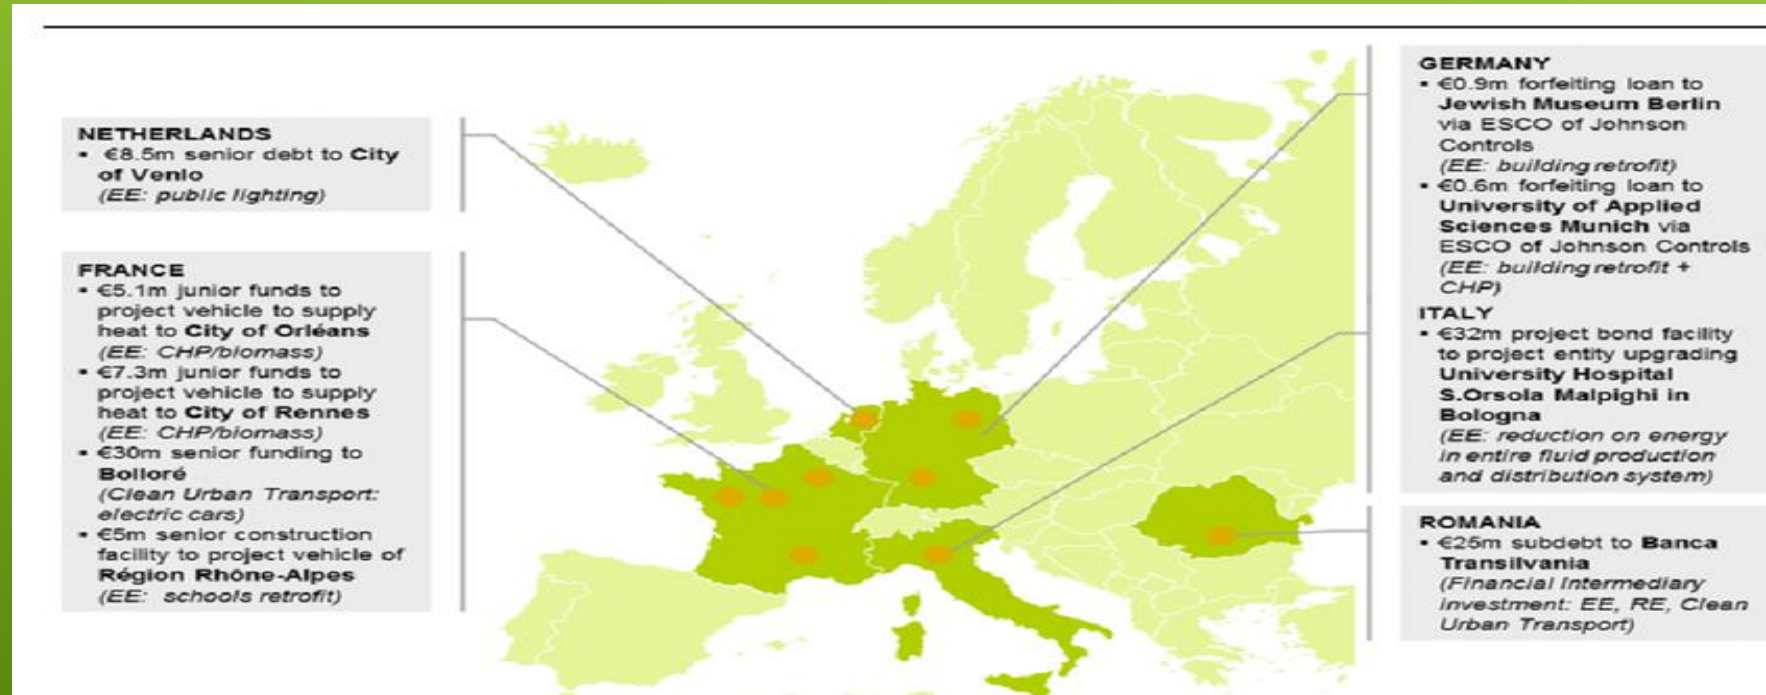 NETHERLANDS
▪ €8.5m senior debt to City
of Venlo
(EE: public lighting)
FRANCE
▪ €5.1m junior funds to
project vehicle to supply
heat to City of Orléans
(EE: CHP/biomass)
▪ €7.3m junior funds to
project vehicle to supply
heat to City of Rennes
(EE: CHP/biomass)
▪ €30m senior funding to
Bolloré
(Clean Urban Transport:
electric cars)
▪ €5m senior construction
facility to project vehicle of
Région Rhône-Alpes
(EE: schools retrofit)
GERMANY
▪ €0.9m forfeiting loan to
Jewish Museum Berlin
via ESCO of Johnson
Controls
(EE: building retrofit)
▪ €0.6m forfeiting loan to
University of Applied
Sciences Munich via
ESCO of Johnson Controls
(EE: building retrofit +
CHP)
ITALY
▪ €32m project bond facility
to project entity upgrading
University Hospital
S.Orsola Malpighi in
Bologna
(EE: reduction on energy
in entire fluid production
and distribution system)
ROMANIA
▪ €25m subdebt to Banca
Transilvania
(Financial Intermediary
investment: EE, RE, Clean
Urban Transport)